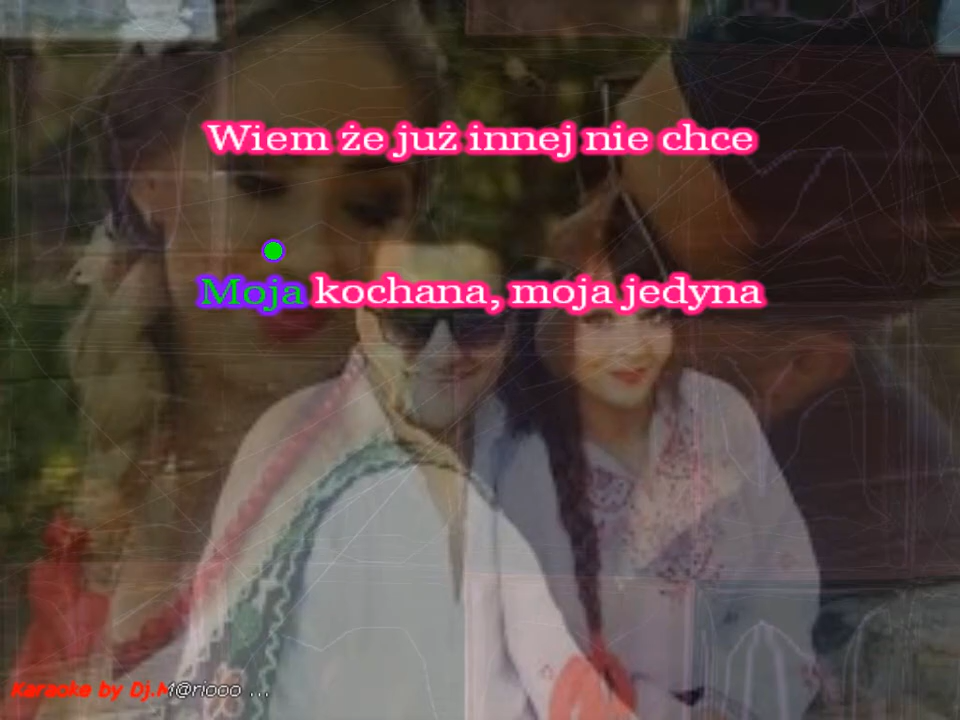 Wiem że już innej nie chce
Moja kochana, moja jedyna
Karaoke by Dj.M@riooo ...